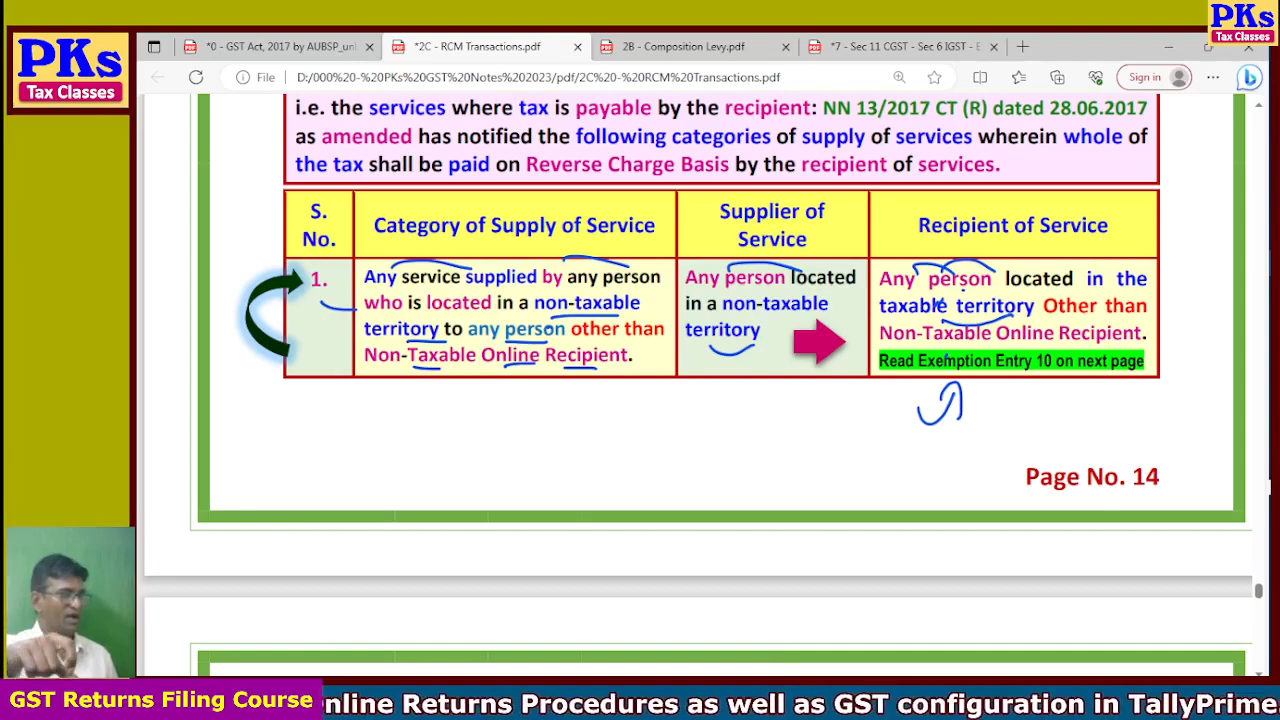 PKs
Tax Classes
PKs
Tax Classes
*0 - GST Act, 2017 by AUBSP_unl
*2C - RCM Transactions.pdf
2B - Composition Levy.pdf
*7 - Sec 11 CGST - Sec 6 IGST - E
File
D:/000%20-%20PKs%20GST%20Notes%202023/pdf/2C%20-%20RCM%20Transactions.pdf
Sign in
i.e. the services where tax is payable by the recipient: NN 13/2017 CT (R) dated 28.06.2017
as amended has notified the following categories of supply of services wherein whole of
the tax shall be paid on Reverse Charge Basis by the recipient of services.
S. No.
Category of Supply of Service
Supplier of Service
Recipient of Service
1.
Any service supplied by any person
who is located in a non-taxable
territory to any person other than
Non-Taxable Online Recipient.
Any person located
in a non-taxable
territory
Any person located in the
taxable territory Other than
Non-Taxable Online Recipient.
Read Exemption Entry 10 on next page
Page No. 14
GST Returns Filing Course
nline Returns Procedures as well as GST configuration in TallyPrime